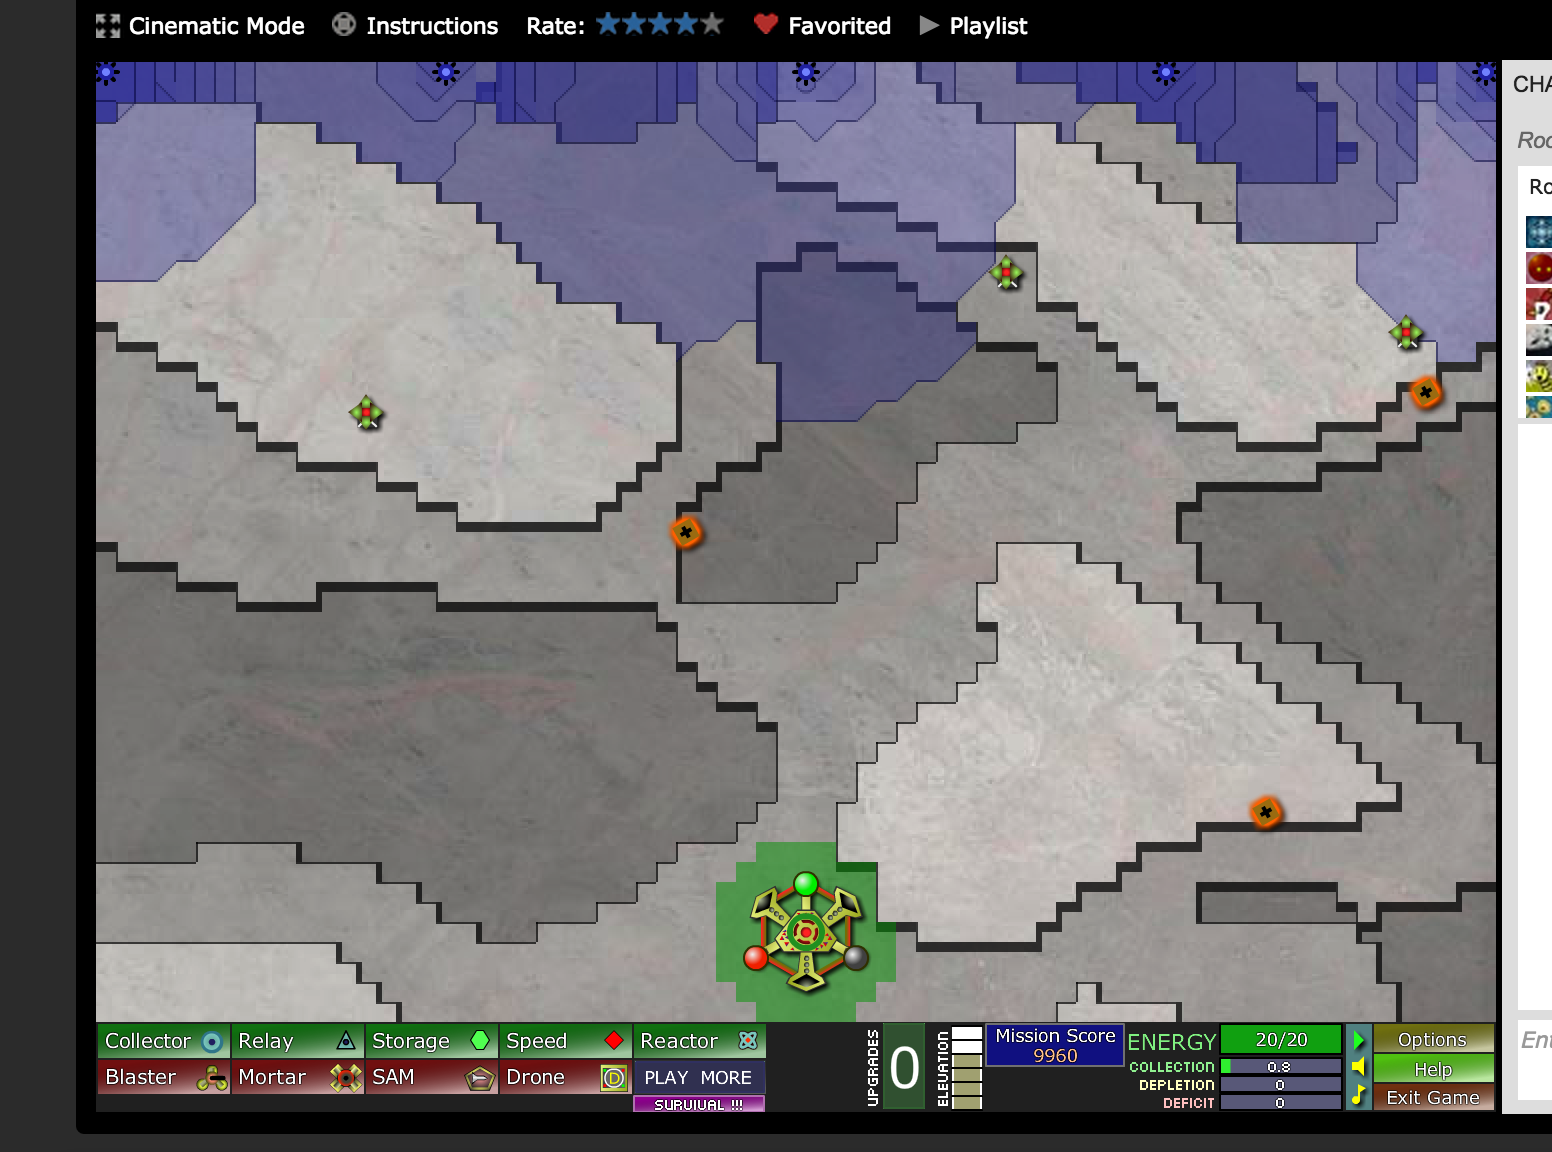 Cinematic Mode Instructions Rate: Favorited Playlist
CHA
Roo
Ro
Collector Relay Storage Speed Reactor
Blaster Mortar SAM Drone PLAY MORE
SURVIVAL !!!
UPGRADES
0
ELEVATION
Mission Score
9960
ENERGY 20/20
COLLECTION 0.8
DEPLETION 0
DEFICIT 0
Options
Help
Exit Game
Ent